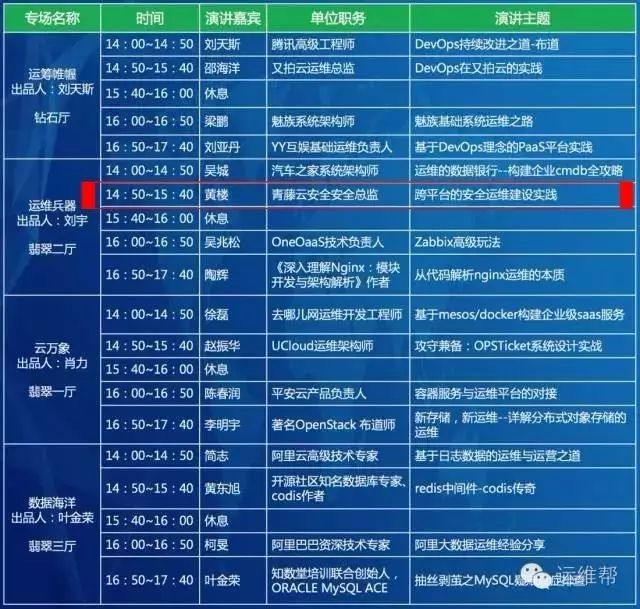 专场名称 时间 演讲嘉宾 单位职务 演讲主题
运筹帷幄
出品人：刘天斯
钻石厅
14：00~14：50 刘天斯 腾讯高级工程师 DevOps持续改进之道-布道
14：50~15：40 邵海洋 又拍云运维总监 DevOps在又拍云的实践
15：40~16：00 休息
16：00~16：50 梁鹏 魅族系统架构师 魅族基础系统运维之路
16：50~17：40 刘亚丹 YY互娱基础运维负责人 基于DevOps理念的PaaS平台实践
运维兵器
出品人：刘宇
翡翠二厅
14：00~14：50 吴城 汽车之家系统架构师 运维的数据银行--构建企业cmdb全攻略
14：50~15：40 黄楼 青藤云安全安全总监 跨平台的安全运维建设实践
15：40~16：00 休息
16：00~16：50 吴兆松 OneOaaS技术负责人 Zabbix高级玩法
16：50~17：40 陶辉 《深入理解Nginx：模块
开发与架构解析》作者 从代码解析nginx运维的本质
云万象
出品人：肖力
翡翠一厅
14：00~14：50 徐磊 去哪儿网运维开发工程师 基于mesos/docker构建企业级saas服务
14：50~15：40 赵振华 UCloud运维架构师 攻守兼备：OPSTicket系统设计实战
15：40~16：00 休息
16：00~16：50 陈春润 平安云产品负责人 容器服务与运维平台的对接
16：50~17：40 李明宇 著名OpenStack 布道师 新存储，新运维--详解分布式对象存储的
运维
数据海洋
出品人：叶金荣
翡翠三厅
14：00~14：50 简志 阿里云高级技术专家 基于日志数据的运维与运营之道
14：50~15：40 黄东旭 开源社区知名数据库专家、
codis作者 redis中间件-codis传奇
15：40~16：00 休息
16：00~16：50 柯旻 阿里巴巴资深技术专家 阿里大数据运维经验分享
16：50~17：40 叶金荣 知数堂培训联合创始人，
ORACLE MySQL ACE 抽丝剥茧之MySQL疑
运维帮